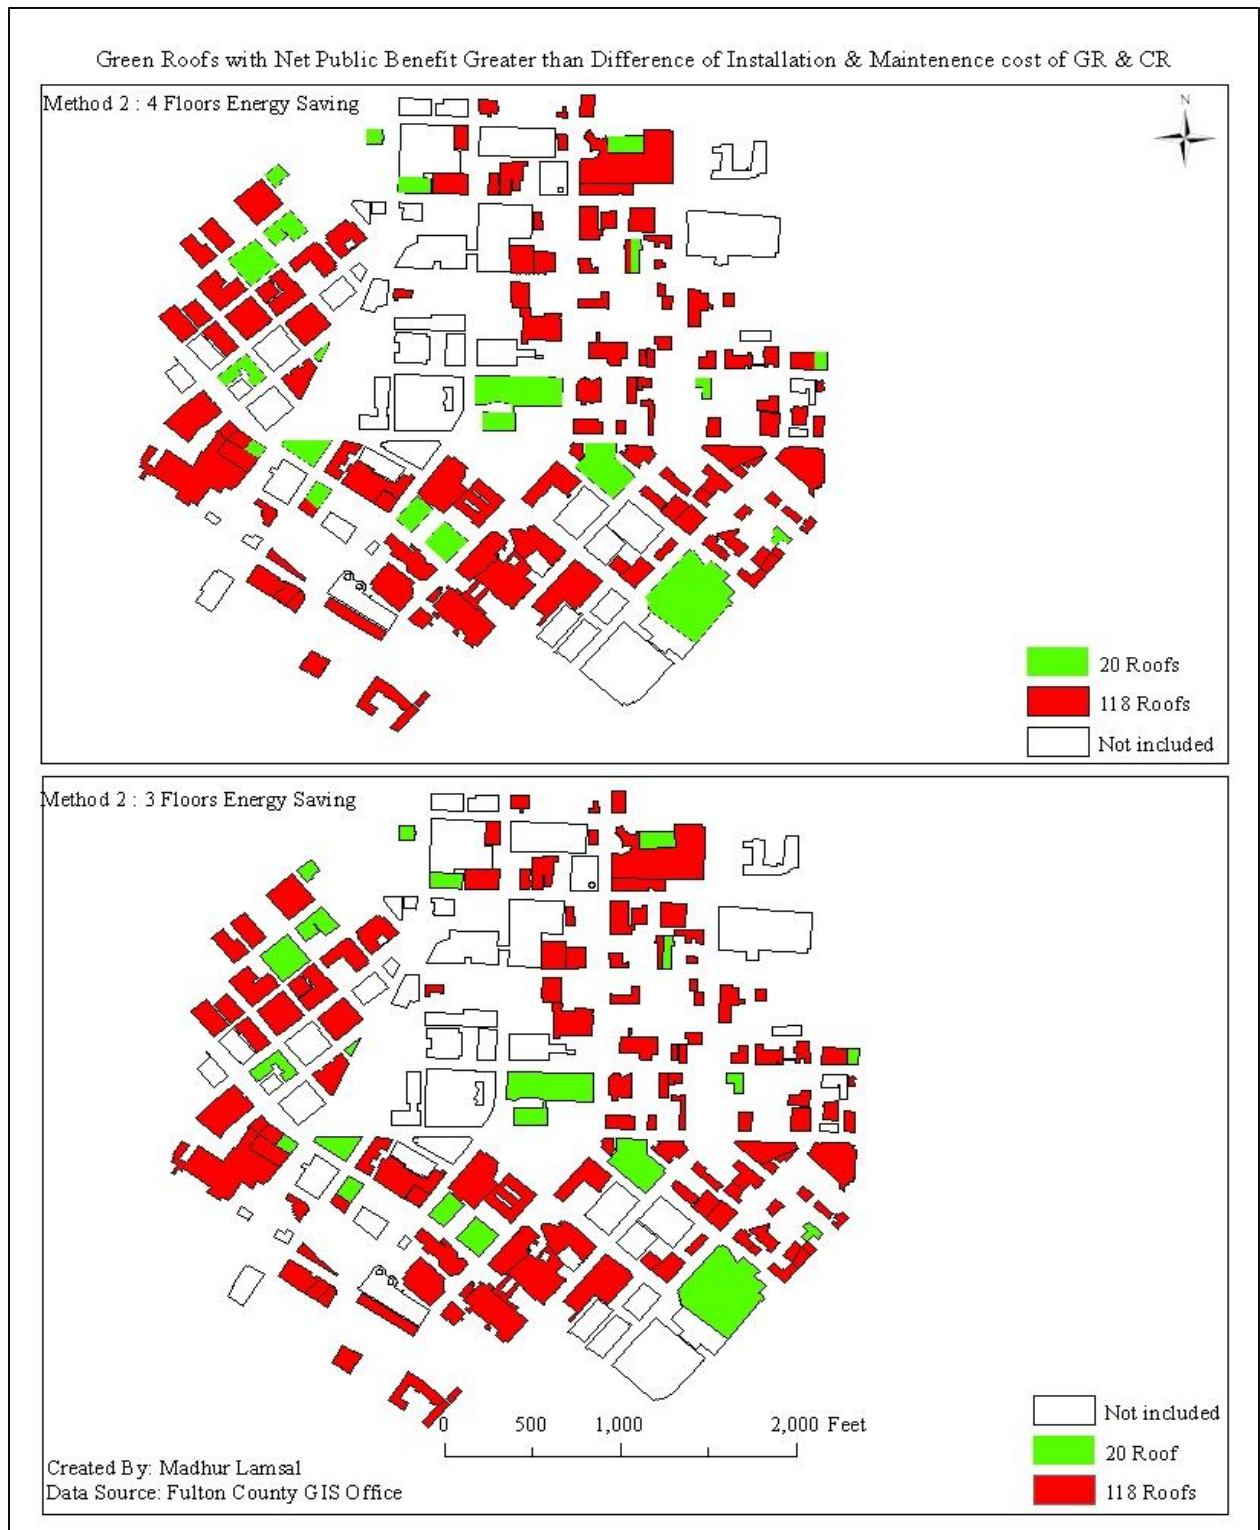 Green Roofs with Net Public Benefit Greater than Difference of Installation & Maintenence cost of GR & CR
Method 2 : 4 Floors Energy Saving
N
20 Roofs
118 Roofs
Not included
Method 2 : 3 Floors Energy Saving
0 500 1,000 2,000 Feet
Not included
20 Roof
118 Roofs
Created By: Madhur Lamsal
Data Source: Fulton County GIS Office